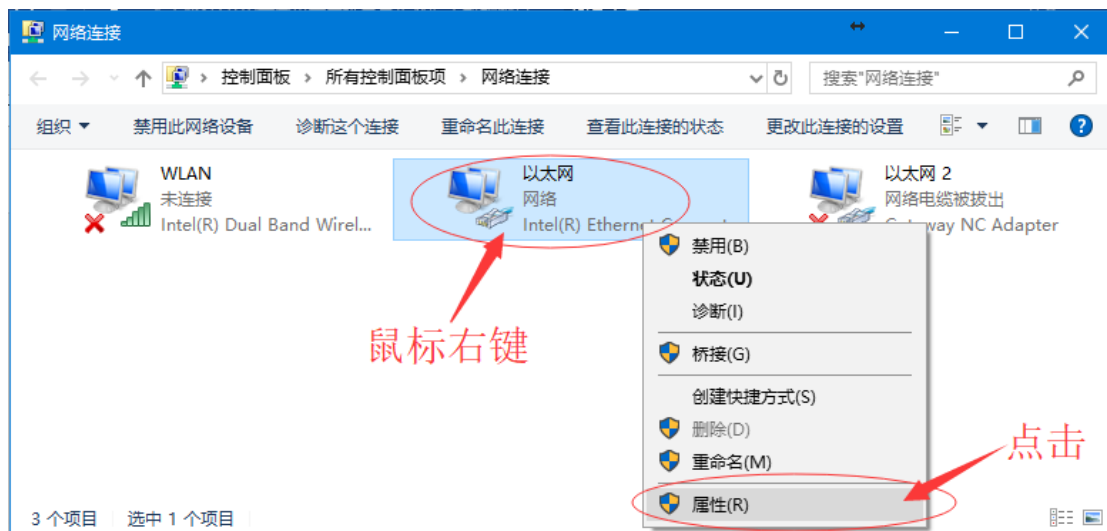 网络连接
控制面板 › 所有控制面板项 › 网络连接
搜索"网络连接"
组织 禁用此网络设备 诊断这个连接 重命名此连接 查看此连接的状态 更改此连接的设置
WLAN
未连接
Intel(R) Dual Band Wirel...
以太网
网络
Intel(R)
以太网 2
网络电缆被拔出
NC Adapter
禁用(B)
状态(U)
诊断(I)
桥接(G)
创建快捷方式(S)
删除(D)
重命名(M)
属性(R)
鼠标右键
点击
3 个项目 选中 1 个项目